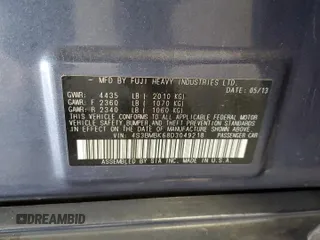 MFD. BY FUJI HEAVY INDUSTRIES LTD.
DATE: 05/13
GVWR: 4435 LB ( 2010 KG)
GAWR: F 2360 LB ( 1070 KG)
GAWR: R 2340 LB ( 1060 KG)
THIS VEHICLE CONFORMS TO ALL APPLICABLE
FEDERAL MOTOR VEHICLE SAFETY, BUMPER,
AND THEFT PREVENTION STANDARDS IN EFFECT
ON THE DATE OF MANUFACTURE SHOWN ABOVE.
VIN: 4S3BMBK68D3049218
PASSENGER CAR
ASSEMBLED BY SIA IN U.S.A.
DREAMBID